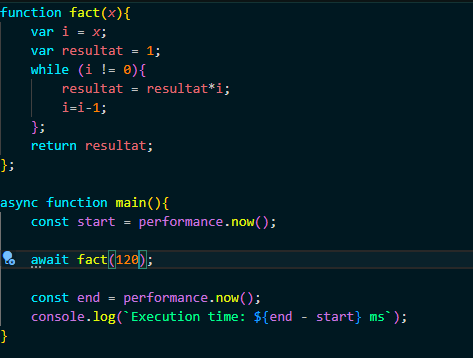 function fact(x){
    var i = x;
    var resultat = 1;
    while (i != 0){
        resultat = resultat*i;
        i=i-1;
    };
    return resultat;
};

async function main(){
    const start = performance.now();

    await fact(120);

    const end = performance.now();
    console.log(`Execution time: ${end - start} ms`);
}